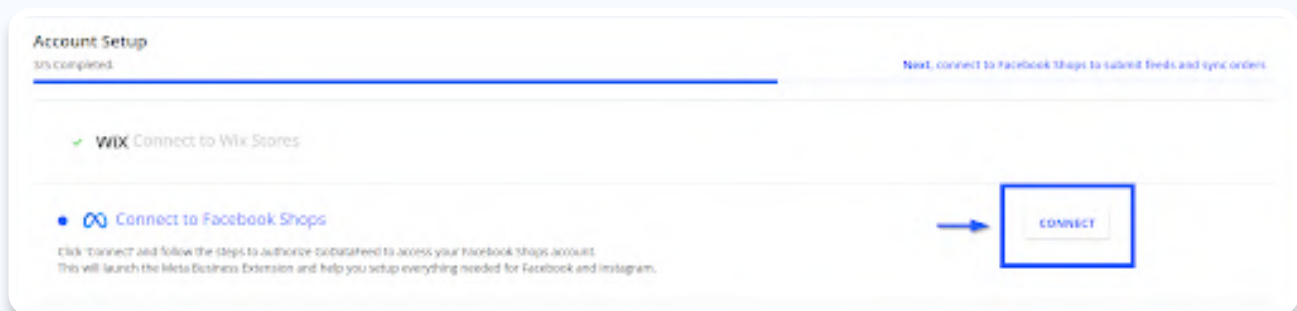 Account Setup
3/5 Completed
Next, connect to Facebook Shops to submit feeds and sync orders
WIX Connect to Wix Stores
Connect to Facebook Shops
CONNECT
Click "Connect" and follow the steps to authorize GoDataFeed to access your Facebook Shops account.
This will launch the Meta Business Extension and help you setup everything needed for Facebook and Instagram.